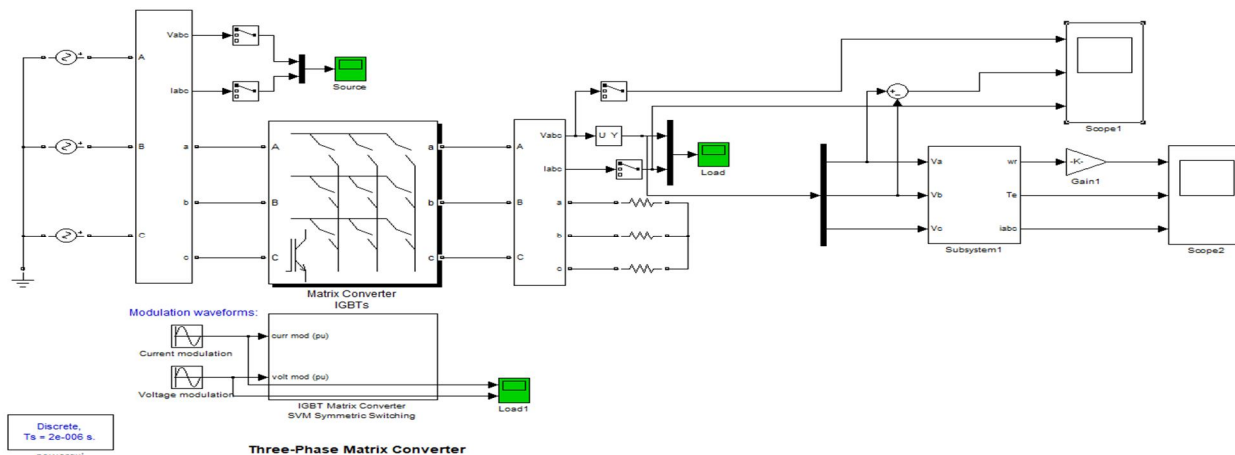 Vabc
A
Iabc
Source
B
a
b
C
c
A
a
B
b
C
c
Matrix Converter
IGBTs
Vabc
A
Iabc
B
a
b
C
c
U Y
Load
Scope1
Va
wr
-K-
Gain1
Vb
Te
Vc
iabc
Subsystem1
Scope2
Modulation waveforms:
Current modulation
Voltage modulation
curr mod (pu)
volt mod (pu)
IGBT Matrix Converter
SVM Symmetric Switching
Load1
Discrete,
Ts = 2e-006 s.
Three-Phase Matrix Converter